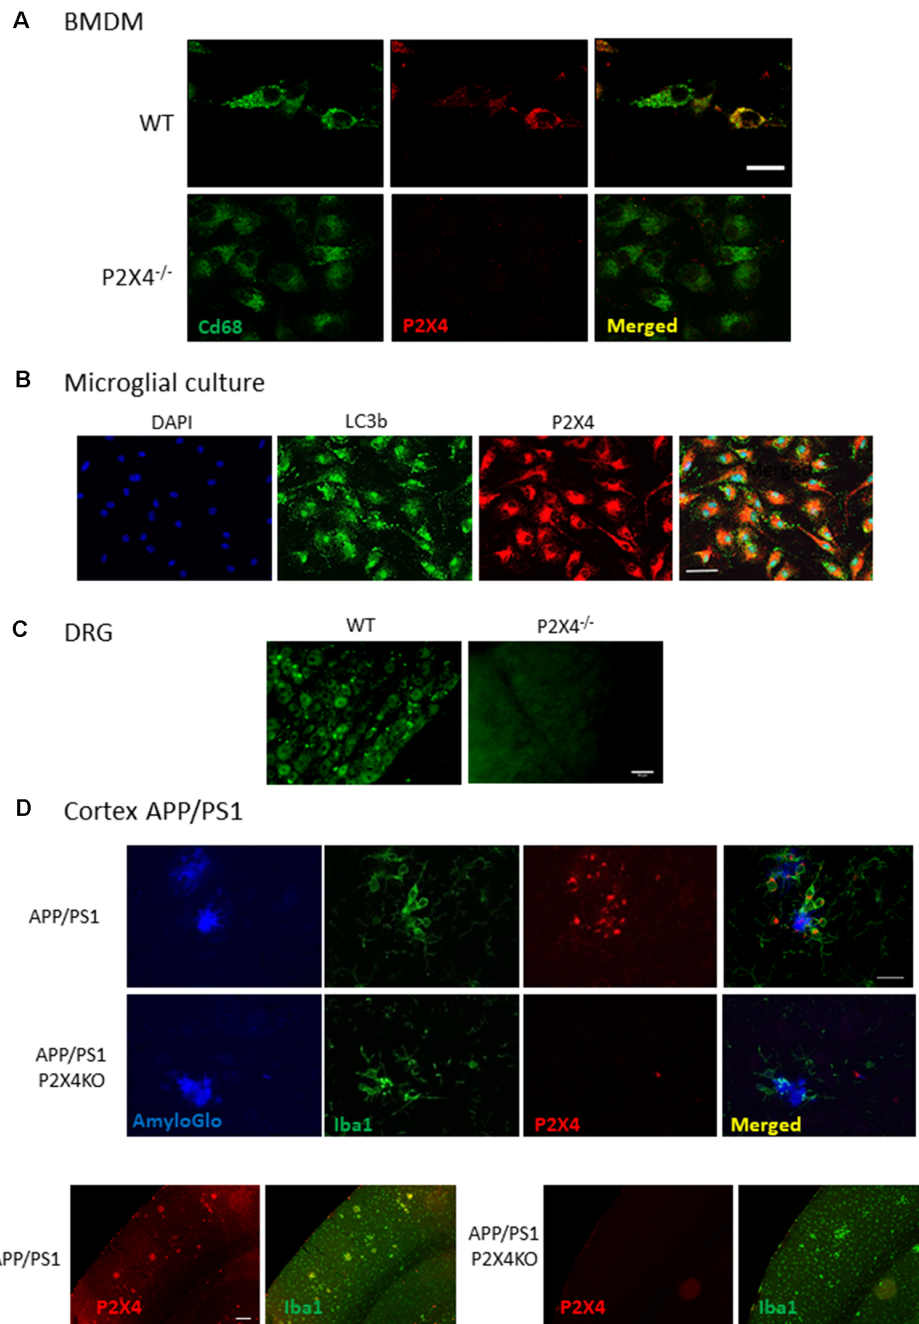 A BMDM
WT
P2X4-/-
Cd68 P2X4 Merged
B Microglial culture
DAPI LC3b P2X4
Merged
C DRG
WT P2X4-/-
D Cortex APP/PS1
APP/PS1
APP/PS1
P2X4KO
AmyloGlo Iba1 P2X4 Merged
APP/PS1
P2X4 Iba1
APP/PS1
P2X4KO
P2X4 Iba1